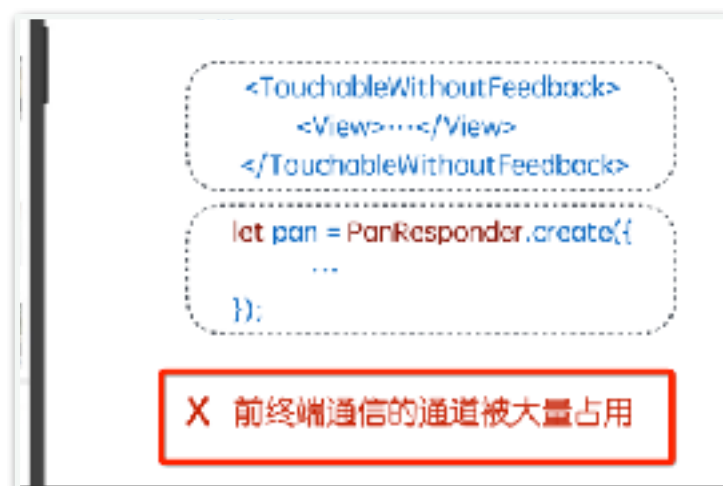 <TouchableWithoutFeedback>
<View>···</View>
</TouchableWithoutFeedback>
let pan = PanResponder.create({
...
});
X 前终端通信的通道被大量占用